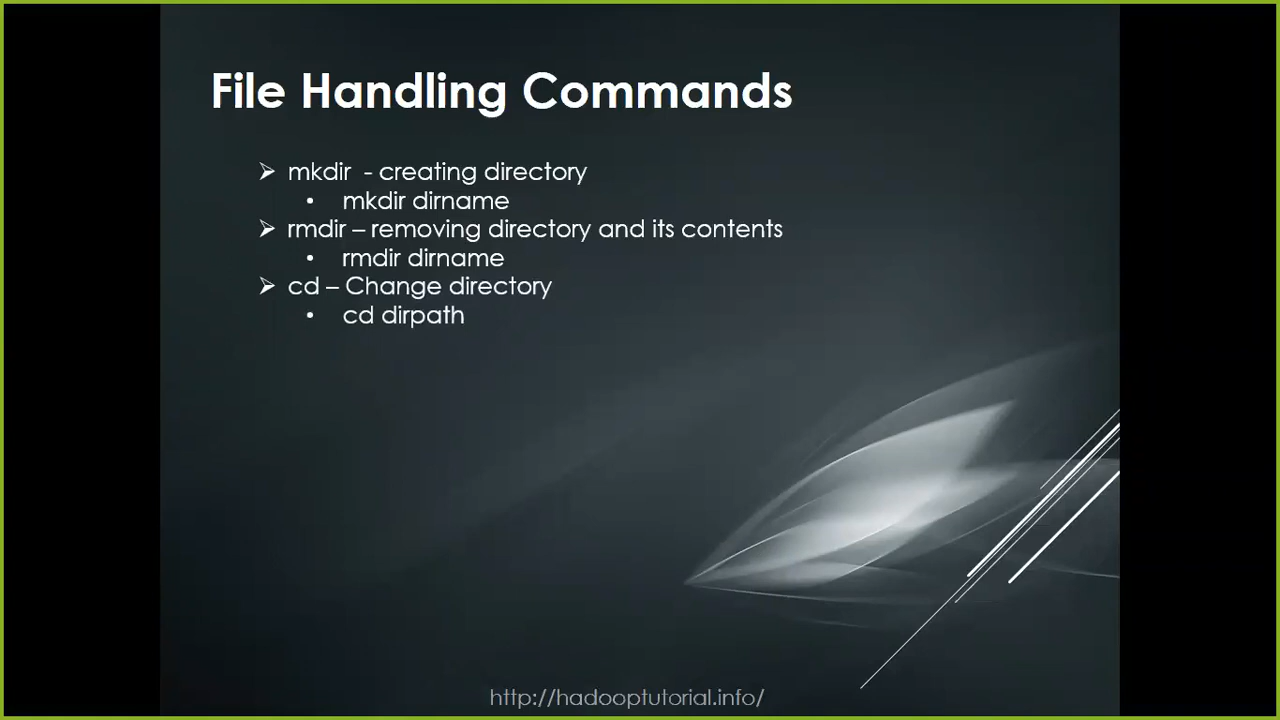 File Handling Commands
➢ mkdir - creating directory
• mkdir dirname
➢ rmdir – removing directory and its contents
• rmdir dirname
➢ cd – Change directory
• cd dirpath
http://hadooptutorial.info/